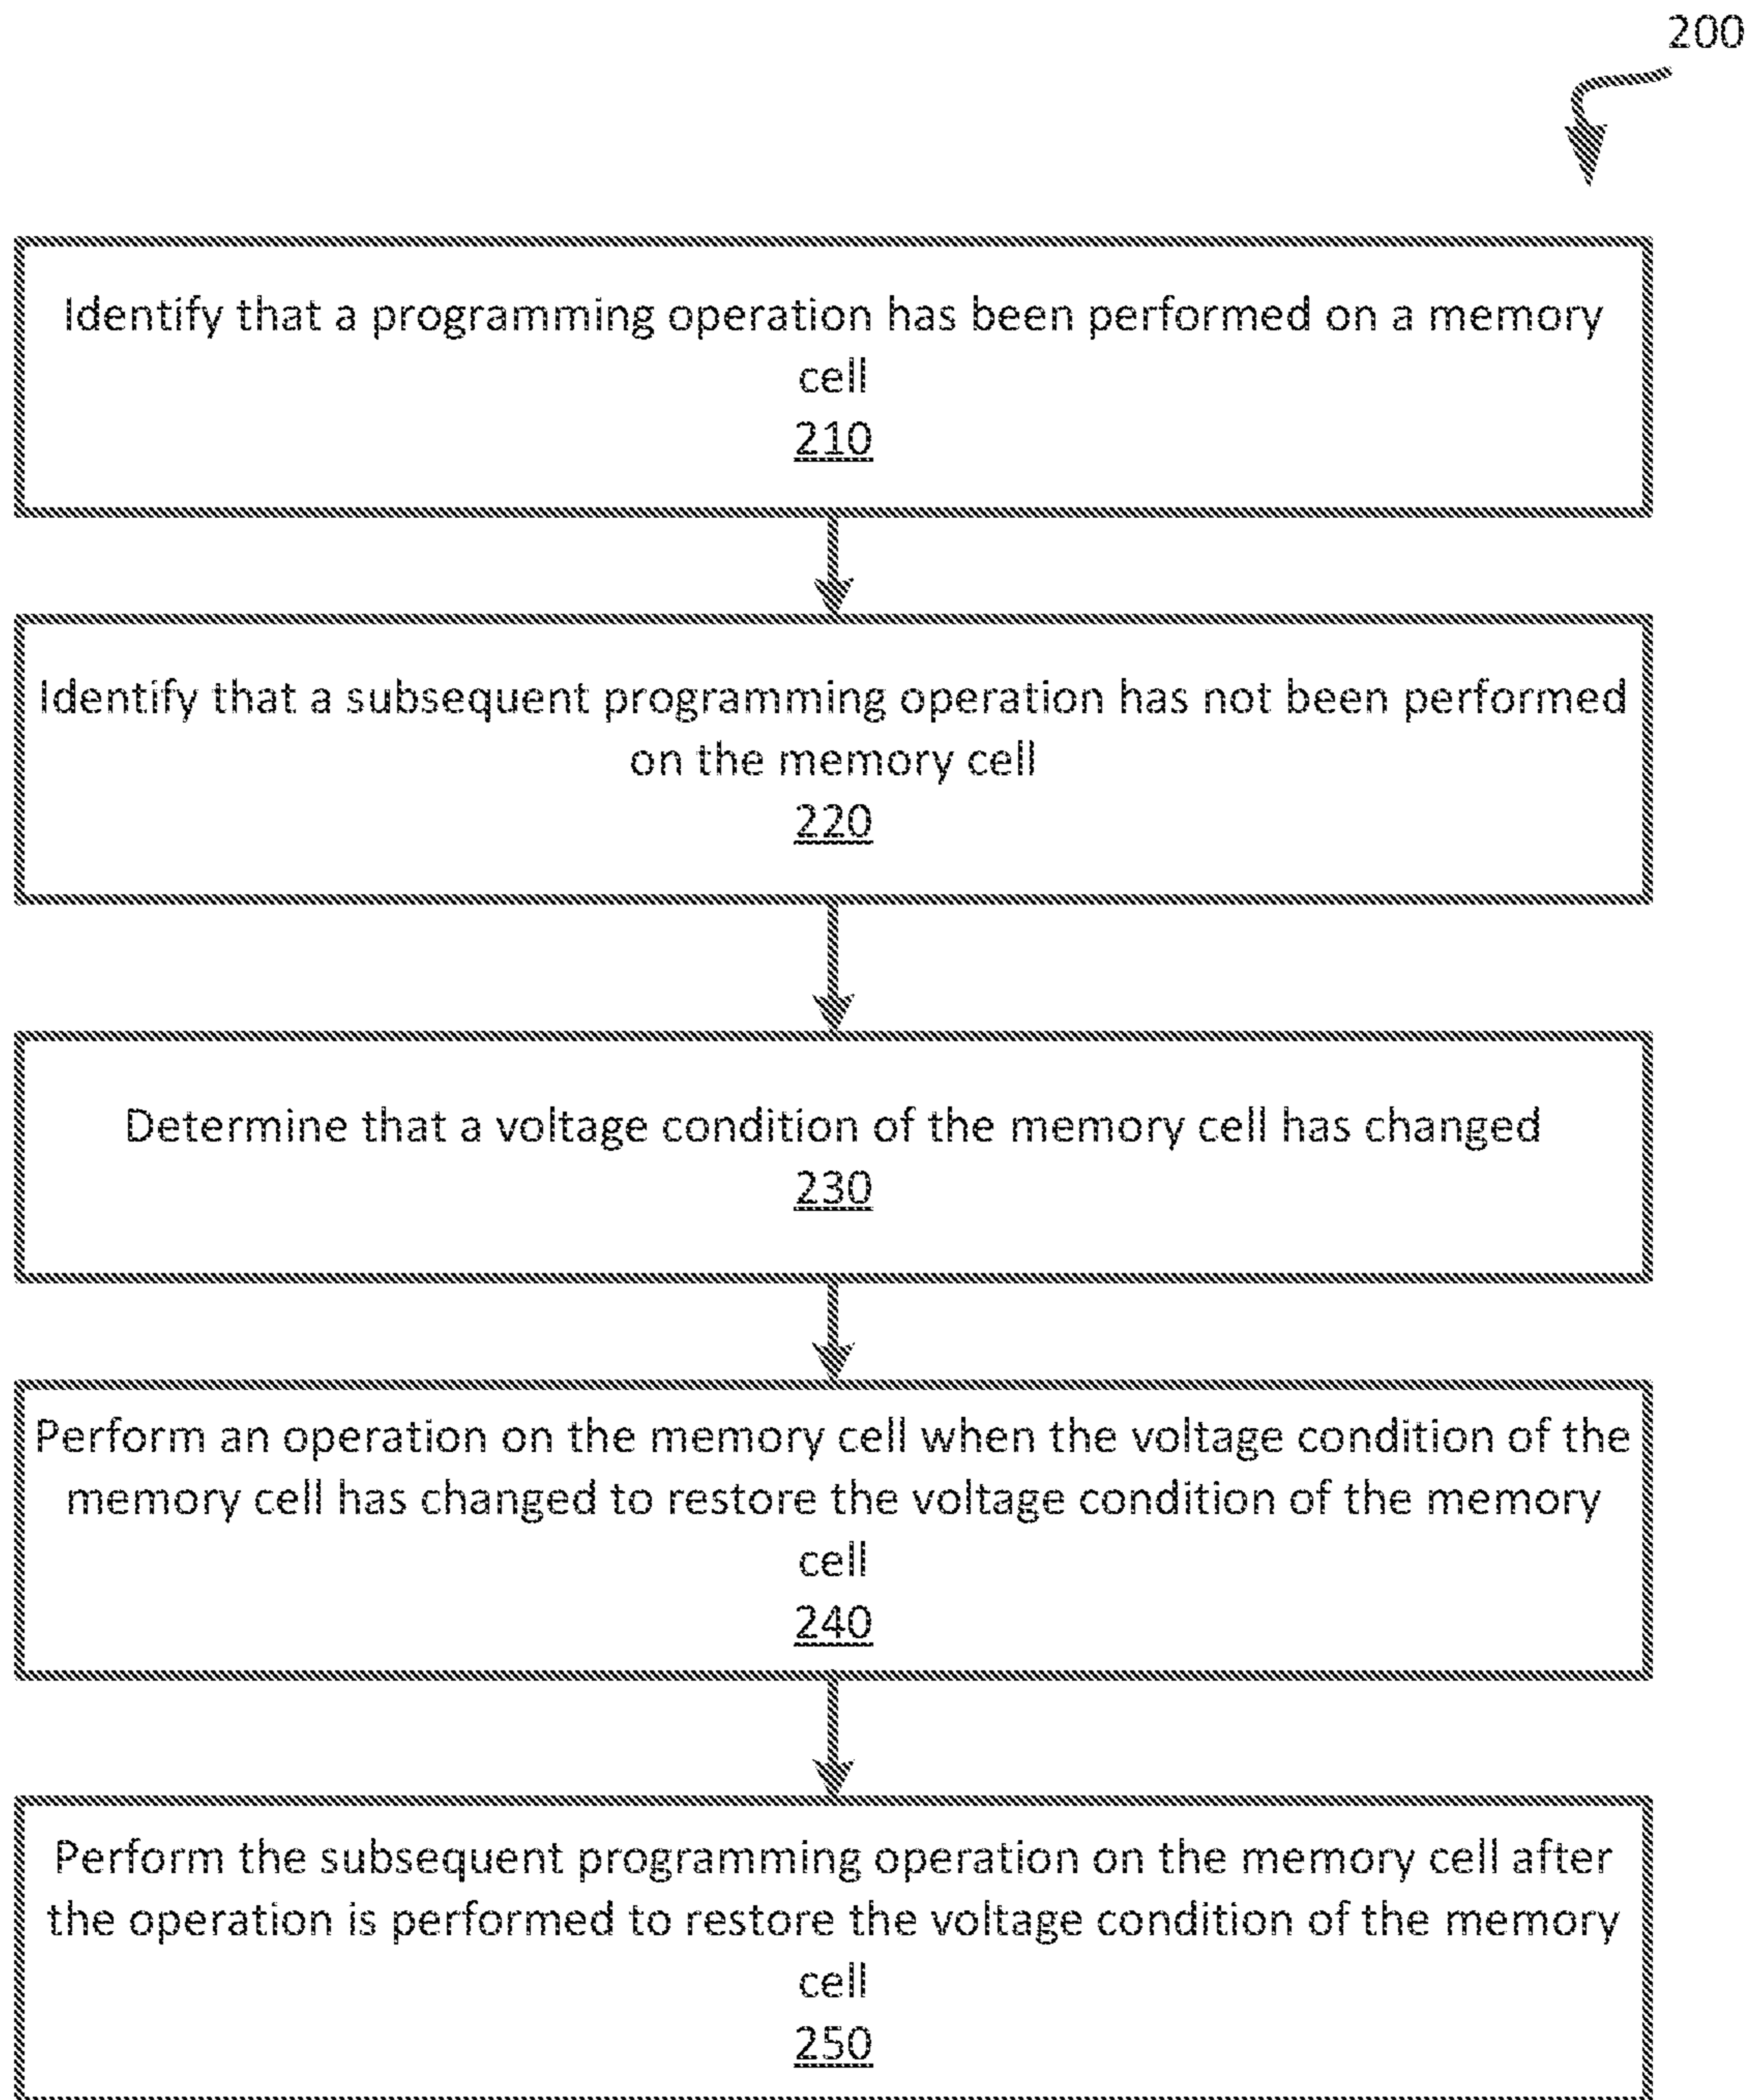 200
Identify that a programming operation has been performed on a memory
cell
210
Identify that a subsequent programming operation has not been performed
on the memory cell
220
Determine that a voltage condition of the memory cell has changed
230
Perform an operation on the memory cell when the voltage condition of the
memory cell has changed to restore the voltage condition of the memory
cell
240
Perform the subsequent programming operation on the memory cell after
the operation is performed to restore the voltage condition of the memory
cell
250